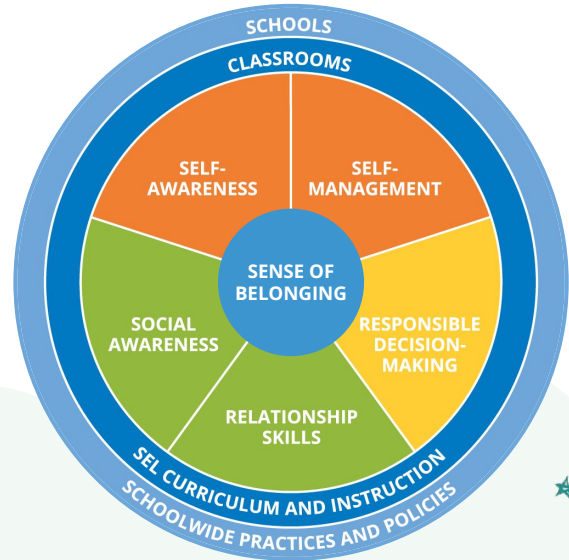 SCHOOLS
CLASSROOMS
SELF-
AWARENESS
SELF-
MANAGEMENT
SENSE OF
BELONGING
SOCIAL
AWARENESS
RESPONSIBLE
DECISION-
MAKING
RELATIONSHIP
SKILLS
SEL CURRICULUM AND INSTRUCTION
SCHOOLWIDE PRACTICES AND POLICIES